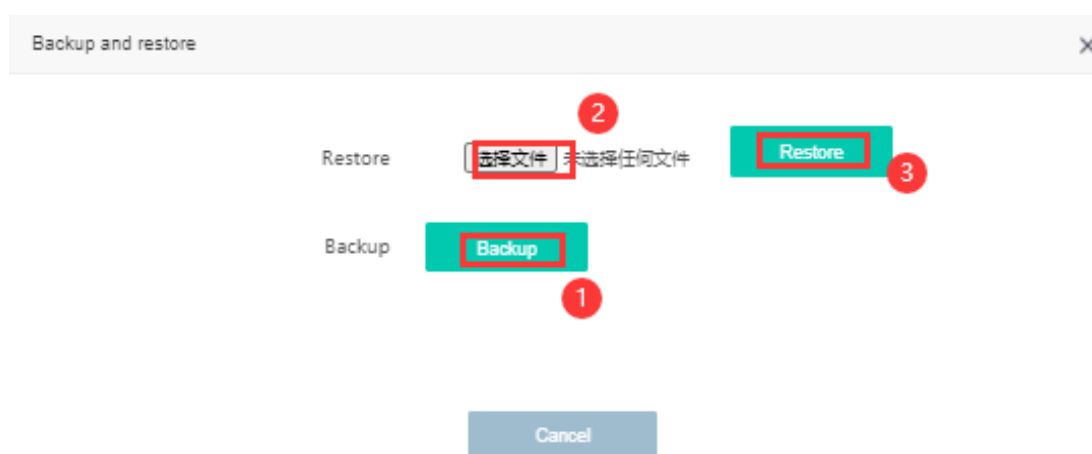 Backup and restore
2
Restore 选择文件 未选择任何文件 Restore
3
Backup Backup
1
Cancel